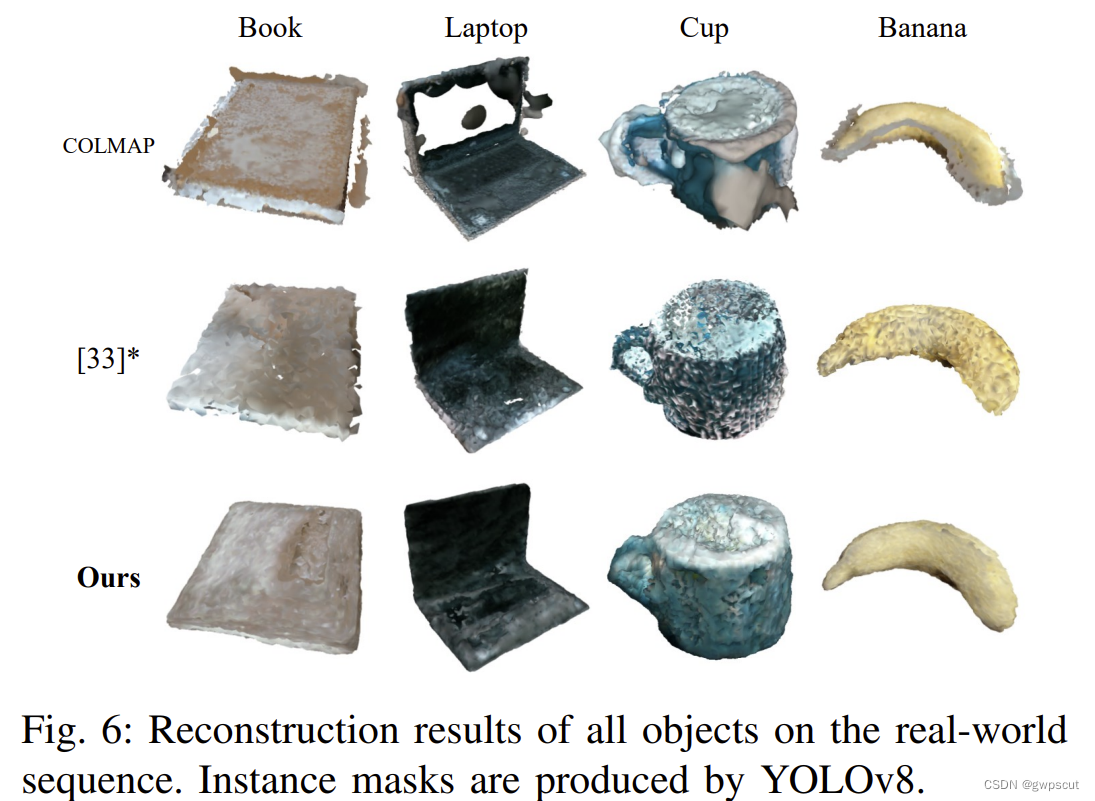 Book Laptop Cup Banana
COLMAP
[33]*
Ours
Fig. 6: Reconstruction results of all objects on the real-world
sequence. Instance masks are produced by YOLOv8.
CSDN @gwpscut